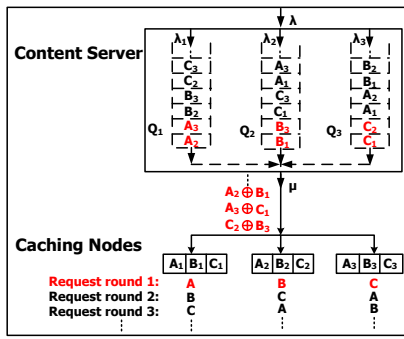 λ
Content Server
λ1 λ2 λ3
C3 A3 B2
C2 A1 B1
B3 C3 A2
B2 C1 A1
Q1 A3 Q2 B3 Q3 C2
A2 B1 C1
μ
A2⊕B1
A3⊕C1
C2⊕B3
Caching Nodes
A1 B1 C1 A2 B2 C2 A3 B3 C3
Request round 1: A B C
Request round 2: B C A
Request round 3: C A B